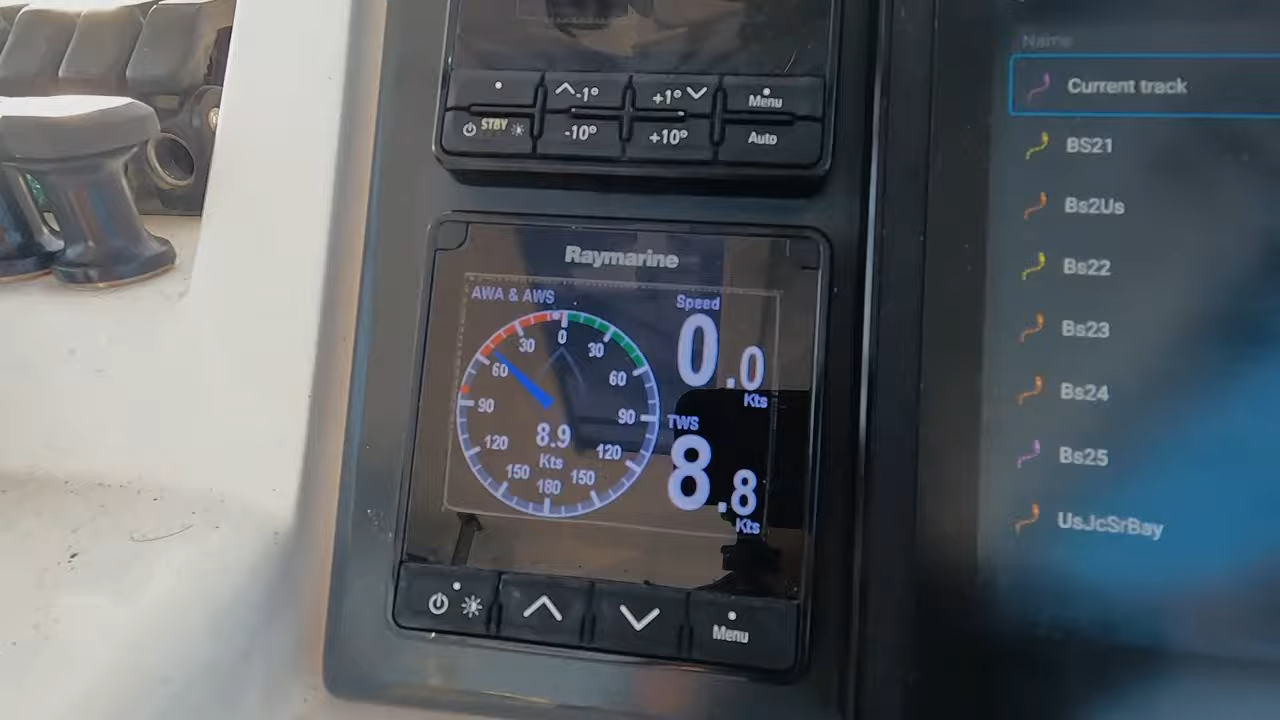 -1° +1° Menu
STBY -10° +10° Auto
Raymarine
AWA & AWS
Speed
0.0
Kts
TWS
8.8
Kts
0
30 30
60 60
90 90
120 120
150 150
180
8.9
Kts
Menu
Name
Current track
BS21
Bs2Us
Bs22
Bs23
Bs24
Bs25
UsJcSrBay